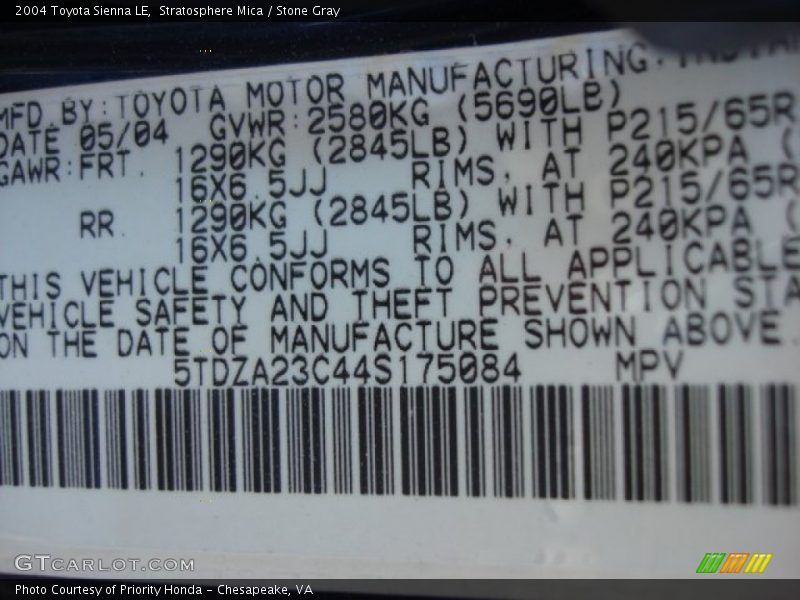 2004 Toyota Sienna LE, Stratosphere Mica / Stone Gray
MFD.BY:TOYOTA MOTOR MANUFACTURING.INDIAN
DATE 05/04 GVWR:2580KG (5690LB)
GAWR:FRT. 1290KG (2845LB) WITH P215/65R
16X6.5JJ RIMS, AT 240KPA (
RR. 1290KG (2845LB) WITH P215/65R
16X6.5JJ RIMS, AT 240KPA (
THIS VEHICLE CONFORMS TO ALL APPLICABLE
VEHICLE SAFETY AND THEFT PREVENTION STA
ON THE DATE OF MANUFACTURE SHOWN ABOVE.
5TDZA23C44S175084 MPV
GTCARLOT.COM
Photo Courtesy of Priority Honda - Chesapeake, VA